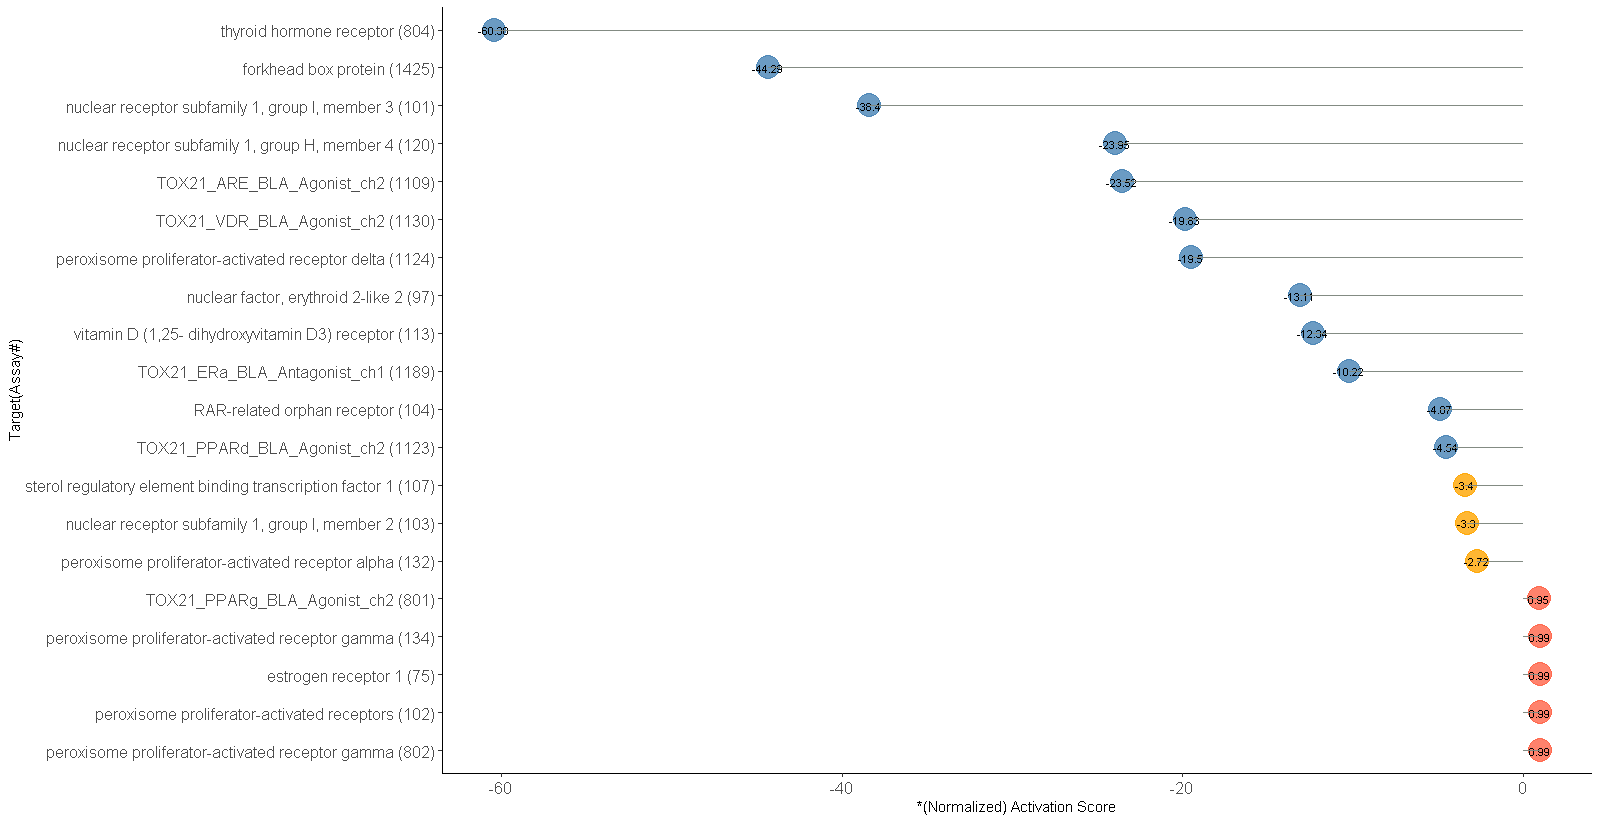 thyroid hormone receptor (804)
forkhead box protein (1425)
-44.29
nuclear receptor subfamily 1, group I, member 3 (101)
-38.4
nuclear receptor subfamily 1, group H, member 4 (120)
-23.95
TOX21_ARE_BLA_Agonist_ch2 (1109)
-23.52
TOX21_VDR_BLA_Agonist_ch2 (1130)
-19.83
peroxisome proliferator-activated receptor delta (1124)
-19.5
nuclear factor, erythroid 2-like 2 (97)
-13.11
vitamin D (1,25- dihydroxyvitamin D3) receptor (113)
-12.34
TOX21_ERa_BLA_Antagonist_ch1 (1189)
-10.22
RAR-related orphan receptor (104)
-4.87
TOX21_PPARd_BLA_Agonist_ch2 (1123)
-4.54
sterol regulatory element binding transcription factor 1 (107)
-3.4
nuclear receptor subfamily 1, group I, member 2 (103)
-3.3
peroxisome proliferator-activated receptor alpha (132)
-2.72
TOX21_PPARg_BLA_Agonist_ch2 (801)
0.95
peroxisome proliferator-activated receptor gamma (134)
0.99
estrogen receptor 1 (75)
0.99
peroxisome proliferator-activated receptors (102)
0.99
peroxisome proliferator-activated receptor gamma (802)
0.99
Target(Assay#)
-60 -40 -20 0
*(Normalized) Activation Score